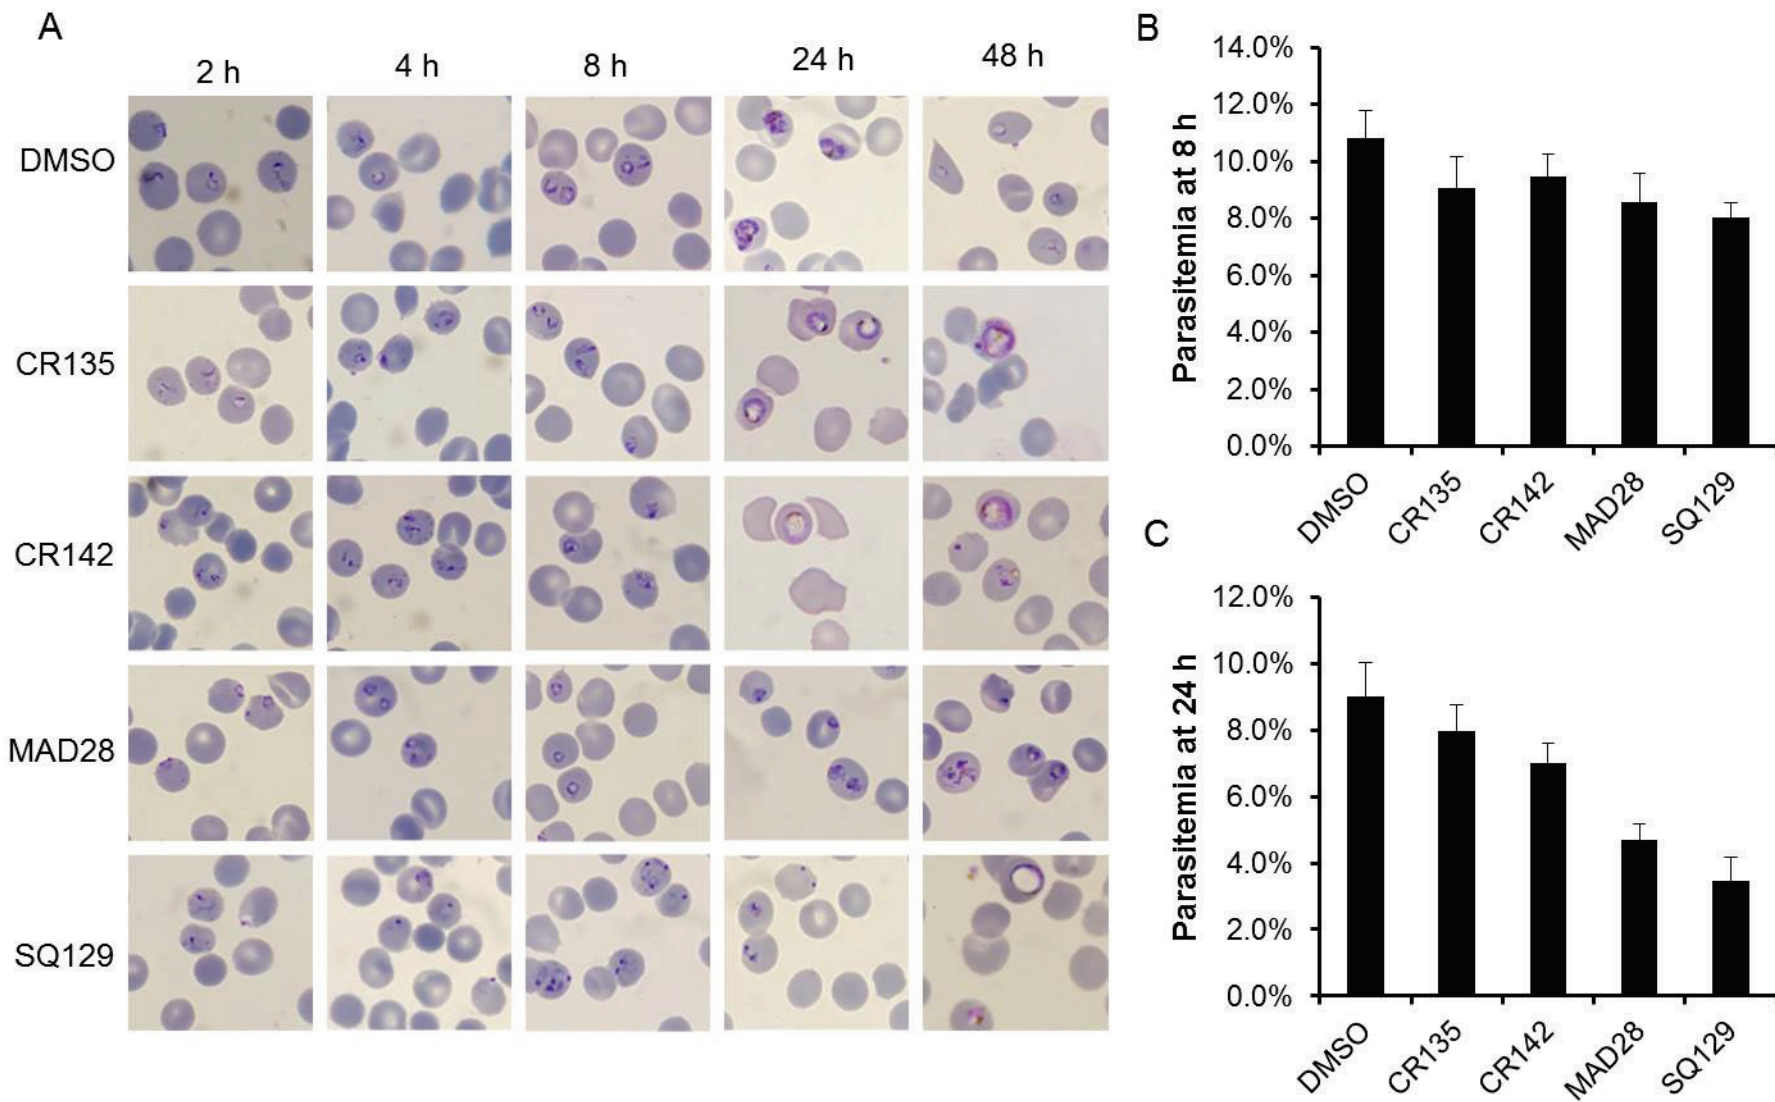 A
2 h
4 h
8 h
24 h
48 h
DMSO
CR135
CR142
MAD28
SQ129
B
Parasitemia at 8 h
14.0%
12.0%
10.0%
8.0%
6.0%
4.0%
2.0%
0.0%
DMSO
CR135
CR142
MAD28
SQ129
C
Parasitemia at 24 h
12.0%
10.0%
8.0%
6.0%
4.0%
2.0%
0.0%
DMSO
CR135
CR142
MAD28
SQ129